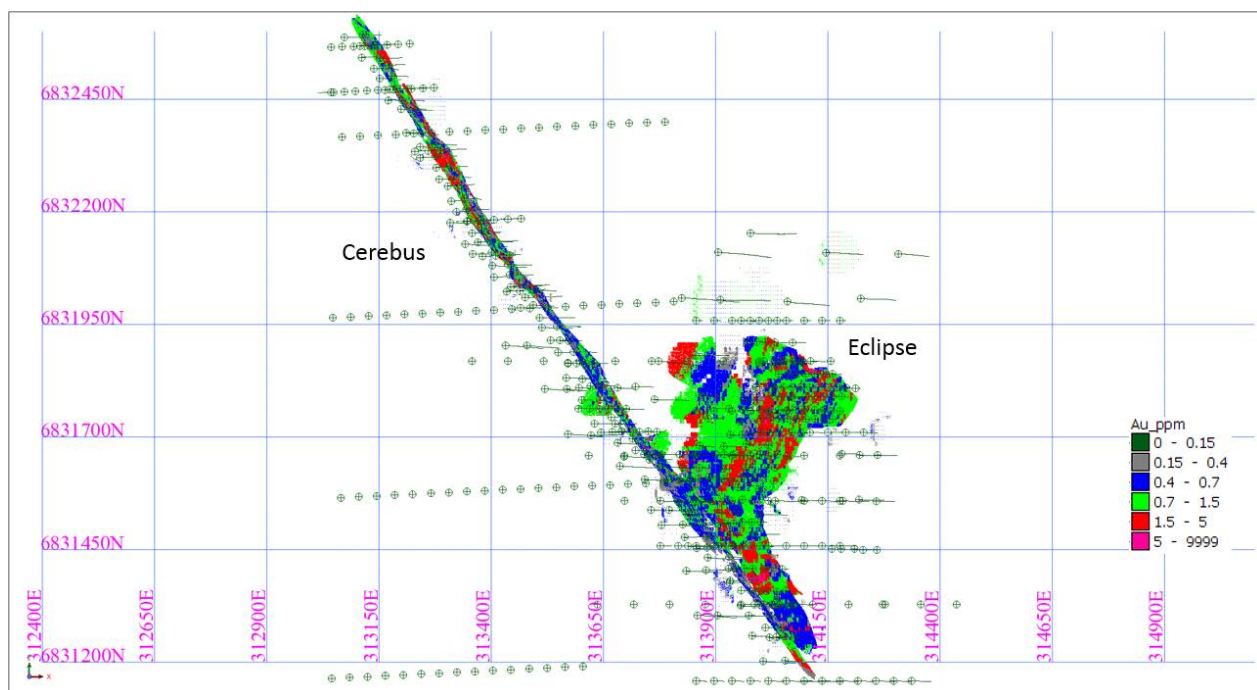 6832450N
6832200N
Cerebus
6831950N
Eclipse
6831700N
Au_ppm
0 - 0.15
0.15 - 0.4
0.4 - 0.7
0.7 - 1.5
1.5 - 5
5 - 9999
6831450N
6831200N
312400E
312650E
312900E
313150E
313400E
313650E
313900E
314150E
314400E
314650E
314900E
x